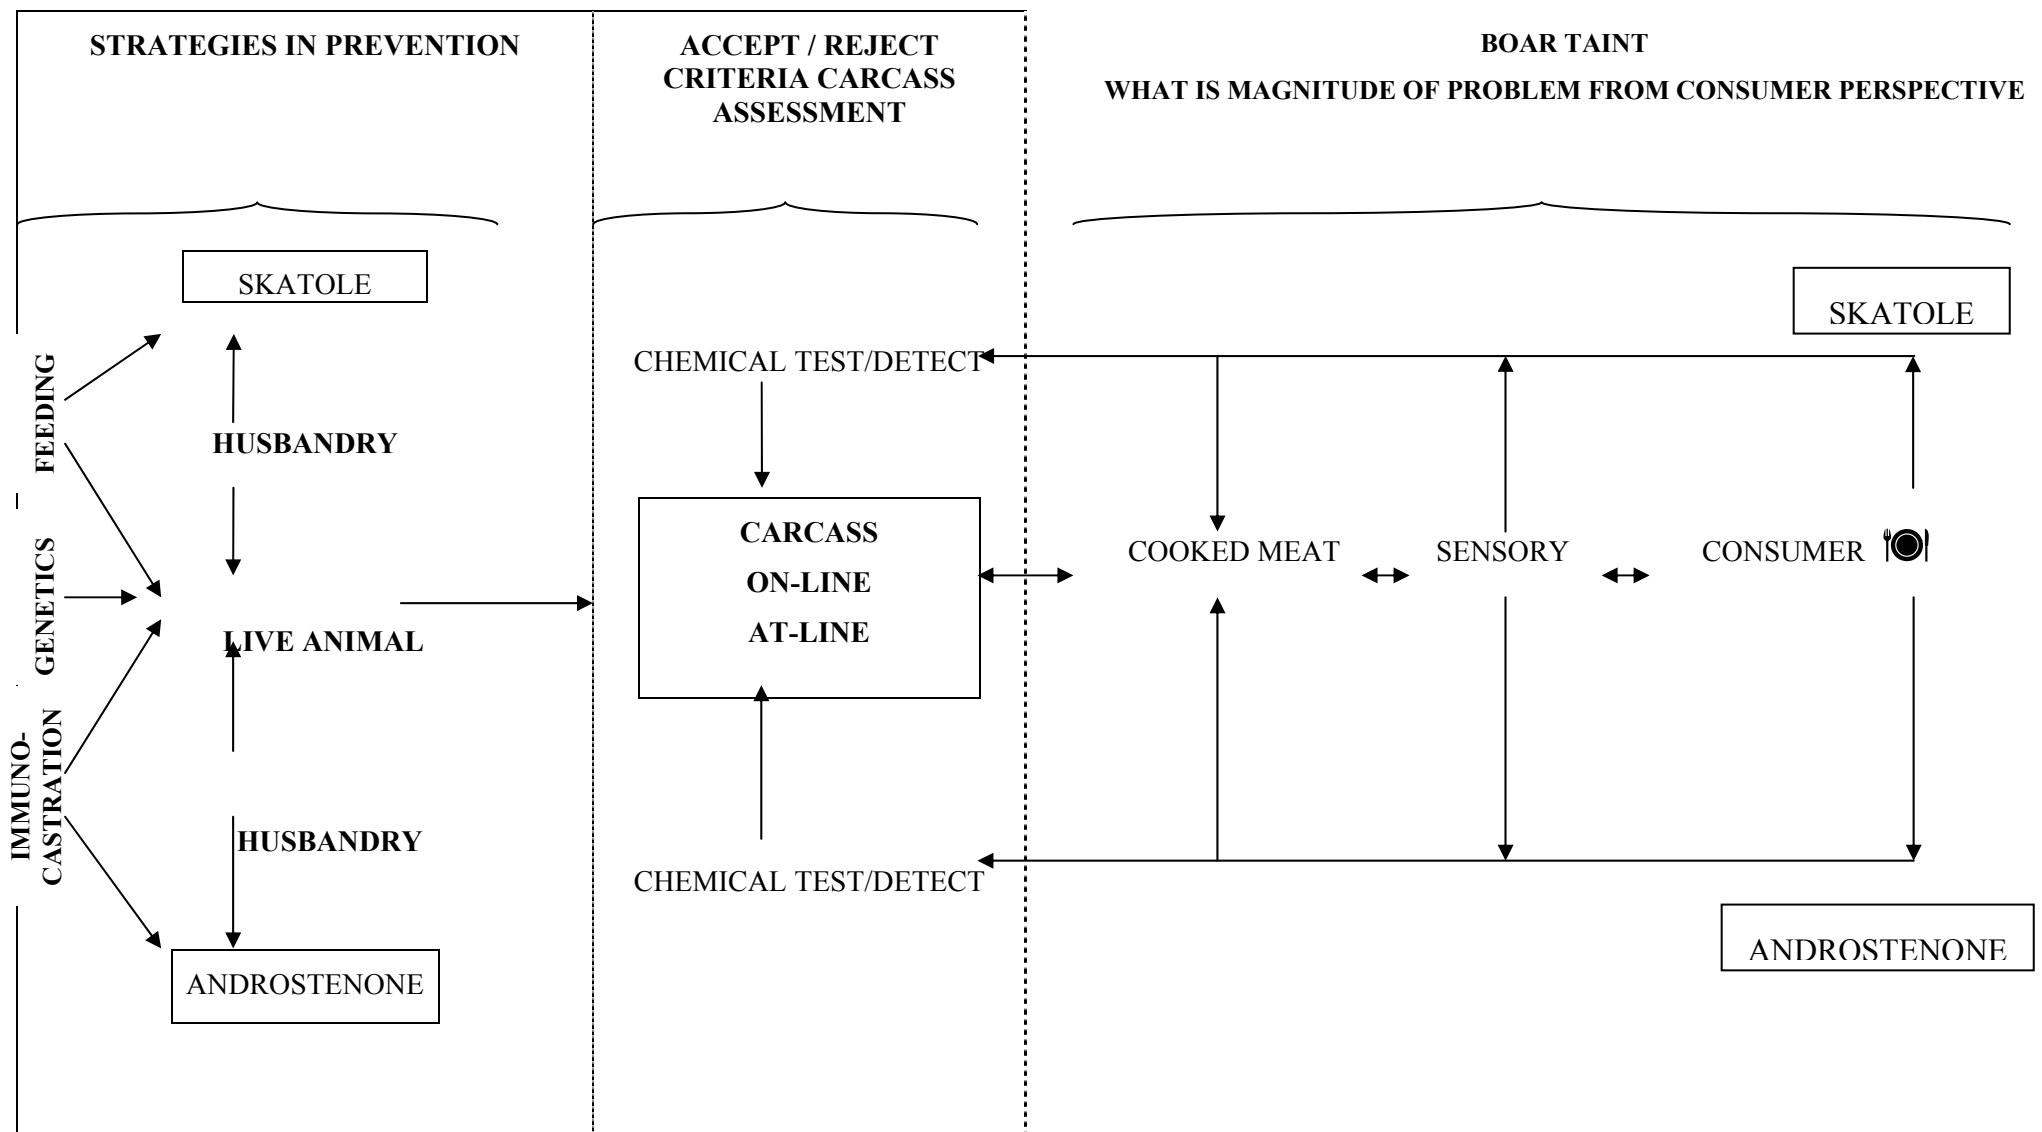 STRATEGIES IN PREVENTION
ACCEPT / REJECT
CRITERIA CARCASS
ASSESSMENT
BOAR TAINT
WHAT IS MAGNITUDE OF PROBLEM FROM CONSUMER PERSPECTIVE
SKATOLE
FEEDING
HUSBANDRY
GENETICS
LIVE ANIMAL
IMMUNO-
CASTRATION
HUSBANDRY
ANDROSTENONE
CHEMICAL TEST/DETECT
CARCASS
ON-LINE
AT-LINE
CHEMICAL TEST/DETECT
SKATOLE
COOKED MEAT
SENSORY
CONSUMER
ANDROSTENONE